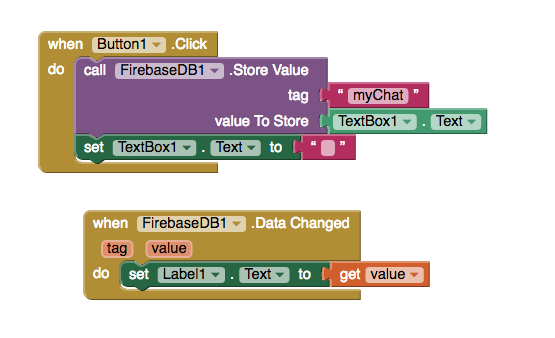 when Button1 .Click
do call FirebaseDB1 .Store Value
tag " myChat "
value To Store TextBox1 . Text
set TextBox1 . Text to " "
when FirebaseDB1 .Data Changed
tag value
do set Label1 . Text to get value